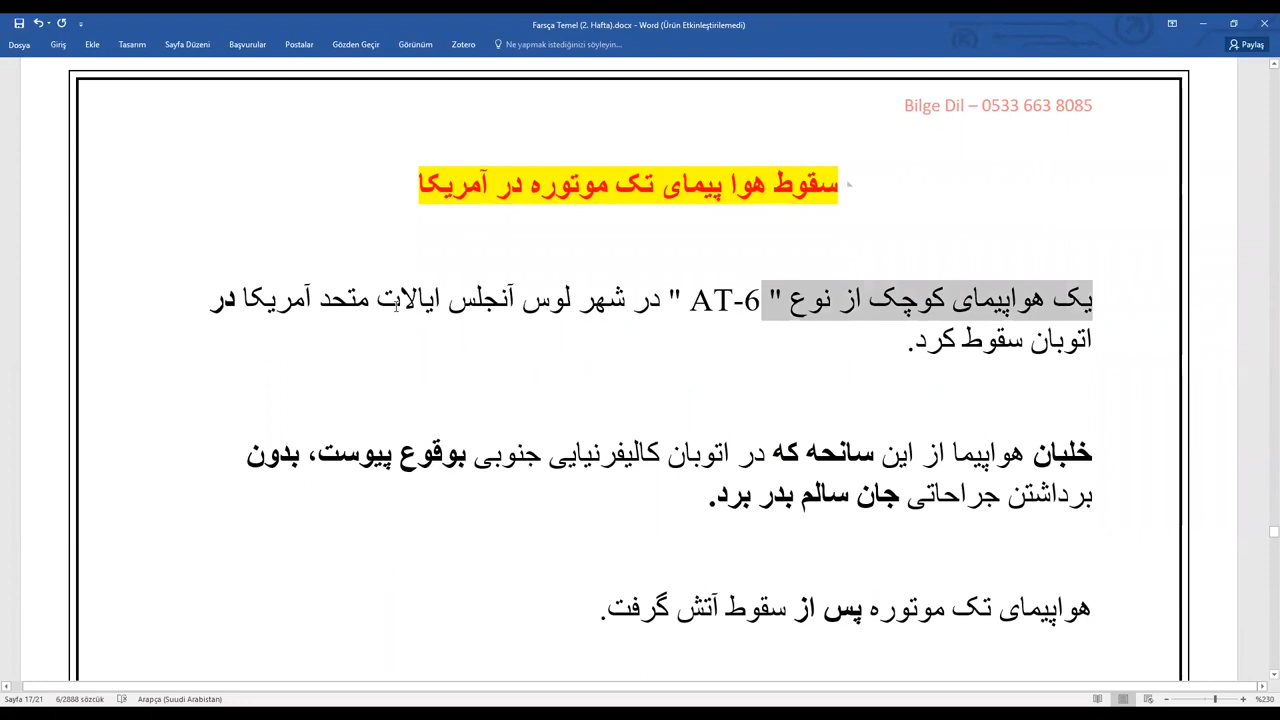 Farsça Temel (2. Hafta).docx - Word (Ürün Etkinleştirilemedi)
Dosya Giriş Ekle Tasarım Sayfa Düzeni Başvurular Postalar Gözden Geçir Görünüm Zotero Ne yapmak istediğinizi söyleyin... Paylaş
Bilge Dil – 0533 663 8085
سقوط هوا پیمای تک موتوره در آمریکا
یک هواپیمای کوچک از نوع " AT-6 " در شهر لوس آنجلس ایالات متحد آمریکا در
اتوبان سقوط کرد.
خلبان هواپیما از این سانحه که در اتوبان کالیفرنیایی جنوبی بوقوع پیوست، بدون
برداشتن جراحاتی جان سالم بدر برد.
هواپیمای تک موتوره پس از سقوط آتش گرفت.
Sayfa 17/21 6/2888 sözcük Arapça (Suudi Arabistan) %230